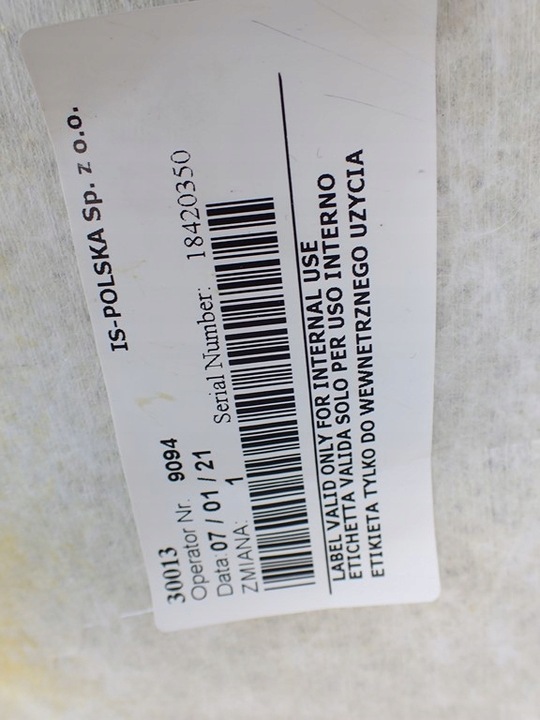 IS-POLSKA Sp. z o.o.
30013
Operator Nr. 9094
Data: 07 / 01 / 21 Serial Number: 18420350
ZMIANA: 1
LABEL VALID ONLY FOR INTERNAL USE
ETICHETTA VALIDA SOLO PER USO INTERNO
ETIKIETA TYLKO DO WEWNETRZNEGO UZYCIA